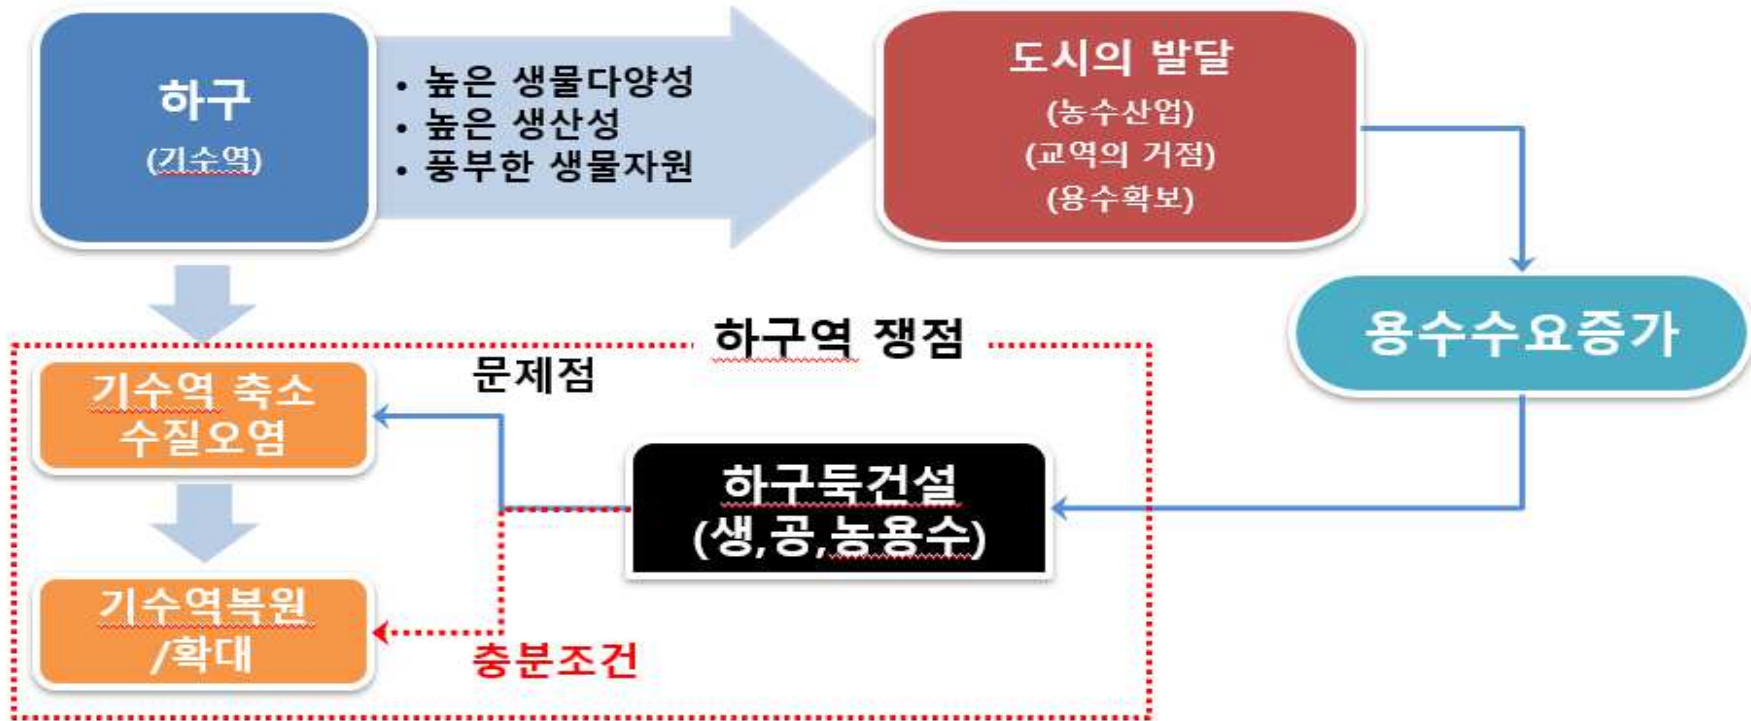 하구
(기수역)
• 높은 생물다양성
• 높은 생산성
• 풍부한 생물자원
도시의 발달
(농수산업)
(교역의 거점)
(용수확보)
용수수요증가
하구역 쟁점
문제점
기수역 축소
수질오염
하구둑건설
(생,공,농용수)
기수역복원
/확대
충분조건